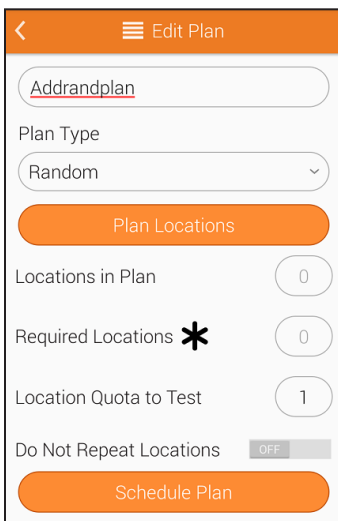 Edit Plan
Addrandplan
Plan Type
Random
Plan Locations
Locations in Plan 0
Required Locations * 0
Location Quota to Test 1
Do Not Repeat Locations OFF
Schedule Plan